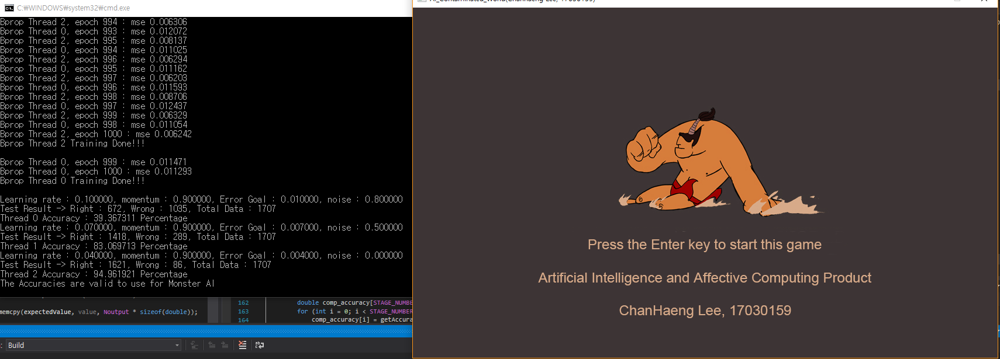 C:₩WINDOWS₩system32₩cmd.exe
Bprop Thread 2, epoch 994 : mse 0.006306
Bprop Thread 0, epoch 993 : mse 0.012072
Bprop Thread 2, epoch 995 : mse 0.008137
Bprop Thread 0, epoch 994 : mse 0.011025
Bprop Thread 2, epoch 996 : mse 0.006294
Bprop Thread 0, epoch 995 : mse 0.011162
Bprop Thread 2, epoch 997 : mse 0.006203
Bprop Thread 0, epoch 996 : mse 0.011593
Bprop Thread 2, epoch 998 : mse 0.008706
Bprop Thread 0, epoch 997 : mse 0.012437
Bprop Thread 2, epoch 999 : mse 0.006329
Bprop Thread 0, epoch 998 : mse 0.011054
Bprop Thread 2, epoch 1000 : mse 0.006242
Bprop Thread 2 Training Done!!!
Bprop Thread 0, epoch 999 : mse 0.011471
Bprop Thread 0, epoch 1000 : mse 0.011293
Bprop Thread 0 Training Done!!!
Learning rate : 0.100000, momentum : 0.900000, Error Goal : 0.010000, noise : 0.800000
Test Result -> Right : 672, Wrong : 1035, Total Data : 1707
Thread 0 Accuracy : 39.367311 Percentage
Learning rate : 0.070000, momentum : 0.900000, Error Goal : 0.007000, noise : 0.500000
Test Result -> Right : 1418, Wrong : 289, Total Data : 1707
Thread 1 Accuracy : 83.069713 Percentage
Learning rate : 0.040000, momentum : 0.900000, Error Goal : 0.004000, noise : 0.000000
Test Result -> Right : 1621, Wrong : 86, Total Data : 1707
Thread 2 Accuracy : 94.961921 Percentage
The Accuracies are valid to use for Monster AI
memcpy(expectedValue, value, Noutput * sizeof(double));
162 double comp_accuracy[STAGE_NUMBE
163 for (int i = 0; i < STAGE_NUMBER
164 comp_accuracy[i] = getAccura
Build
AI_Contaminated_World(ChanHaeng Lee, 17030159)
Press the Enter key to start this game
Artificial Intelligence and Affective Computing Product
ChanHaeng Lee, 17030159